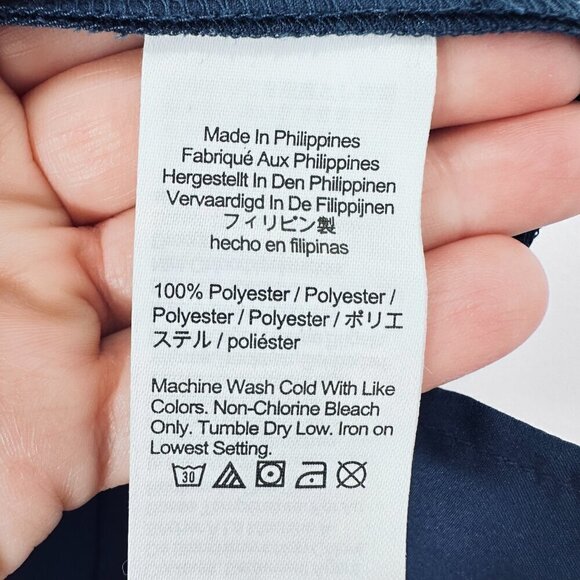 Made In Philippines
Fabriqué Aux Philippines
Hergestellt In Den Philippinen
Vervaardigd In De Filippijnen
フィリピン製
hecho en filipinas
100% Polyester / Polyester /
Polyester / Polyester / ポリエ
ステル / poliéster
Machine Wash Cold With Like
Colors. Non-Chlorine Bleach
Only. Tumble Dry Low. Iron on
Lowest Setting.
30